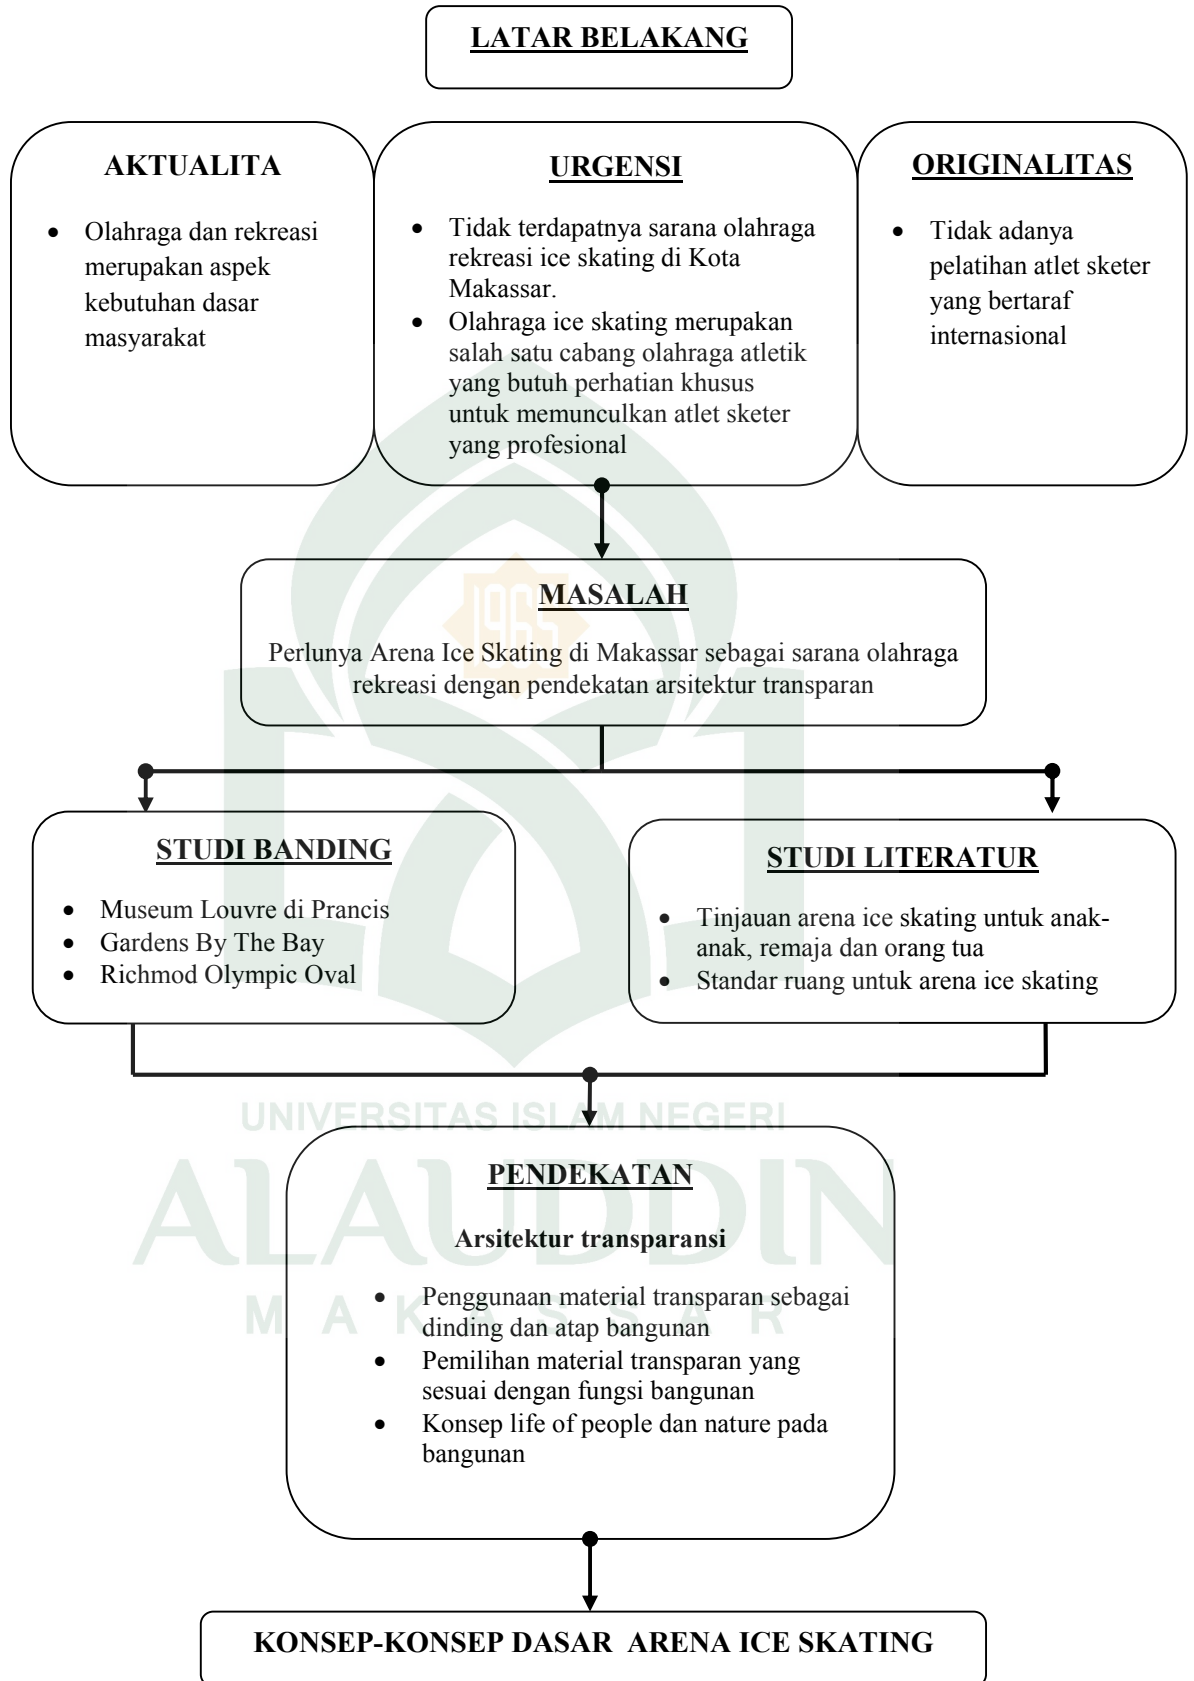 LATAR BELAKANG
AKTUALITA
• Olahraga dan rekreasi
merupakan aspek
kebutuhan dasar
masyarakat
URGENSI
• Tidak terdapatnya sarana olahraga
rekreasi ice skating di Kota
Makassar.
• Olahraga ice skating merupakan
salah satu cabang olahraga atletik
yang butuh perhatian khusus
untuk memunculkan atlet sketer
yang profesional
ORIGINALITAS
• Tidak adanya
pelatihan atlet sketer
yang bertaraf
internasional
1965
MASALAH
Perlunya Arena Ice Skating di Makassar sebagai sarana olahraga
rekreasi dengan pendekatan arsitektur transparan
STUDI BANDING
• Museum Louvre di Prancis
• Gardens By The Bay
• Richmod Olympic Oval
STUDI LITERATUR
• Tinjauan arena ice skating untuk anak-
anak, remaja dan orang tua
• Standar ruang untuk arena ice skating
UNIVERSITAS ISLAM NEGERI
ALAUDDIN
MAKASSAR
PENDEKATAN
Arsitektur transparansi
• Penggunaan material transparan sebagai
dinding dan atap bangunan
• Pemilihan material transparan yang
sesuai dengan fungsi bangunan
• Konsep life of people dan nature pada
bangunan
KONSEP-KONSEP DASAR ARENA ICE SKATING